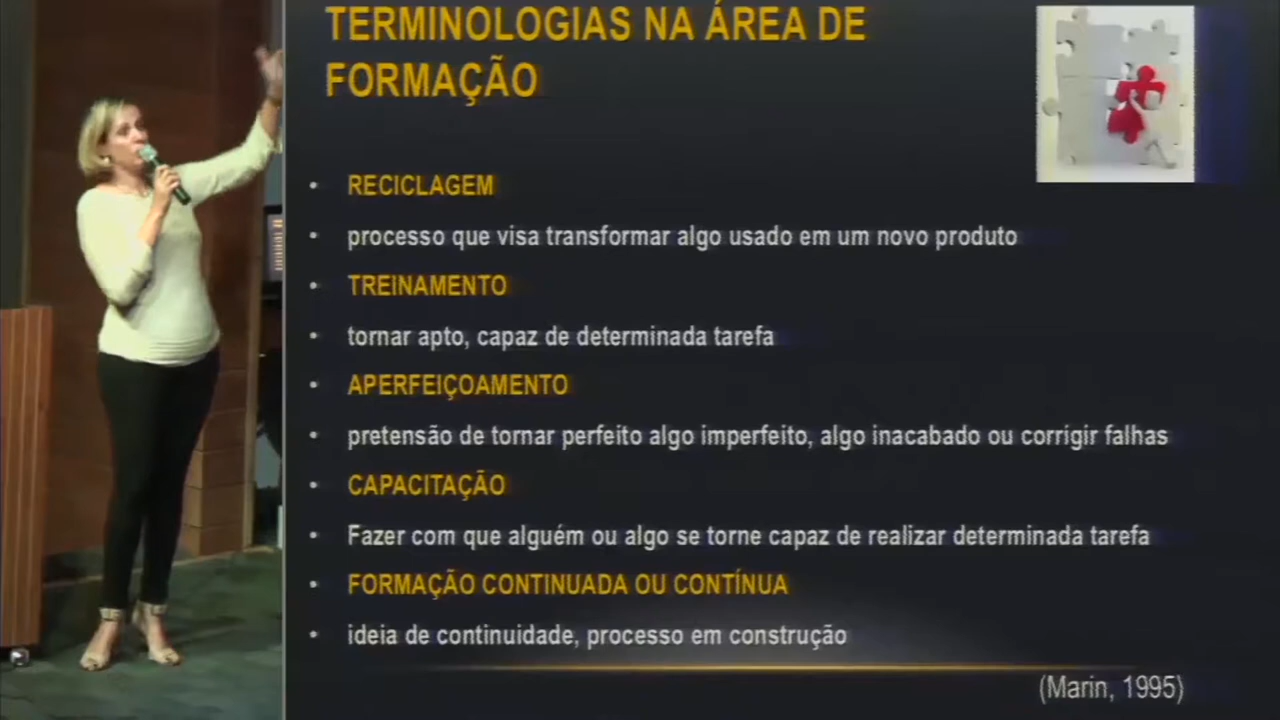 TERMINOLOGIAS NA ÁREA DE
FORMAÇÃO
• RECICLAGEM
• processo que visa transformar algo usado em um novo produto
• TREINAMENTO
• tornar apto, capaz de determinada tarefa
• APERFEIÇOAMENTO
• pretensão de tornar perfeito algo imperfeito, algo inacabado ou corrigir falhas
• CAPACITAÇÃO
• Fazer com que alguém ou algo se torne capaz de realizar determinada tarefa
• FORMAÇÃO CONTINUADA OU CONTÍNUA
• ideia de continuidade, processo em construção
(Marin, 1995)